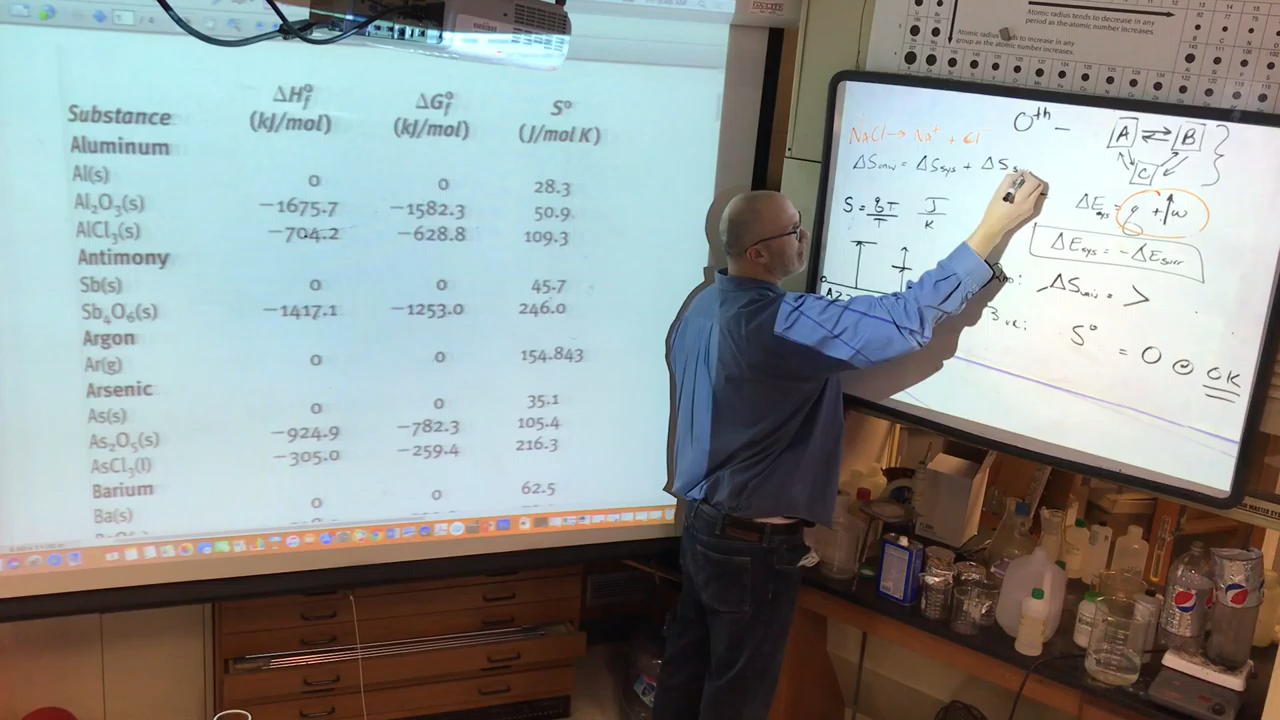 Substance ΔH°f (kJ/mol) ΔG°f (kJ/mol) S° (J/mol K)
Aluminum
Al(s) 0 0 28.3
Al₂O₃(s) −1675.7 −1582.3 50.9
AlCl₃(s) −704.2 −628.8 109.3
Antimony
Sb(s) 0 0 45.7
Sb₄O₆(s) −1417.1 −1253.0 246.0
Argon
Ar(g) 0 0 154.843
Arsenic
As(s) 0 0 35.1
As₂O₅(s) −924.9 −782.3 105.4
AsCl₃(l) −305.0 −259.4 216.3
Barium
Ba(s) 0 0 62.5
Atomic radius tends to decrease in any
period as the atomic number increases.
Atomic radius to increase in any
group as the atomic number increases.
0th –
NaCl → Na⁺ + Cl
A ⇌ B
C
ΔSuniv = ΔSsys + ΔSs
S = qT/T J/K
ΔEsys = q + w
ΔEsys = −ΔEsurr
ΔSuniv = >
S° = 0 @ 0K